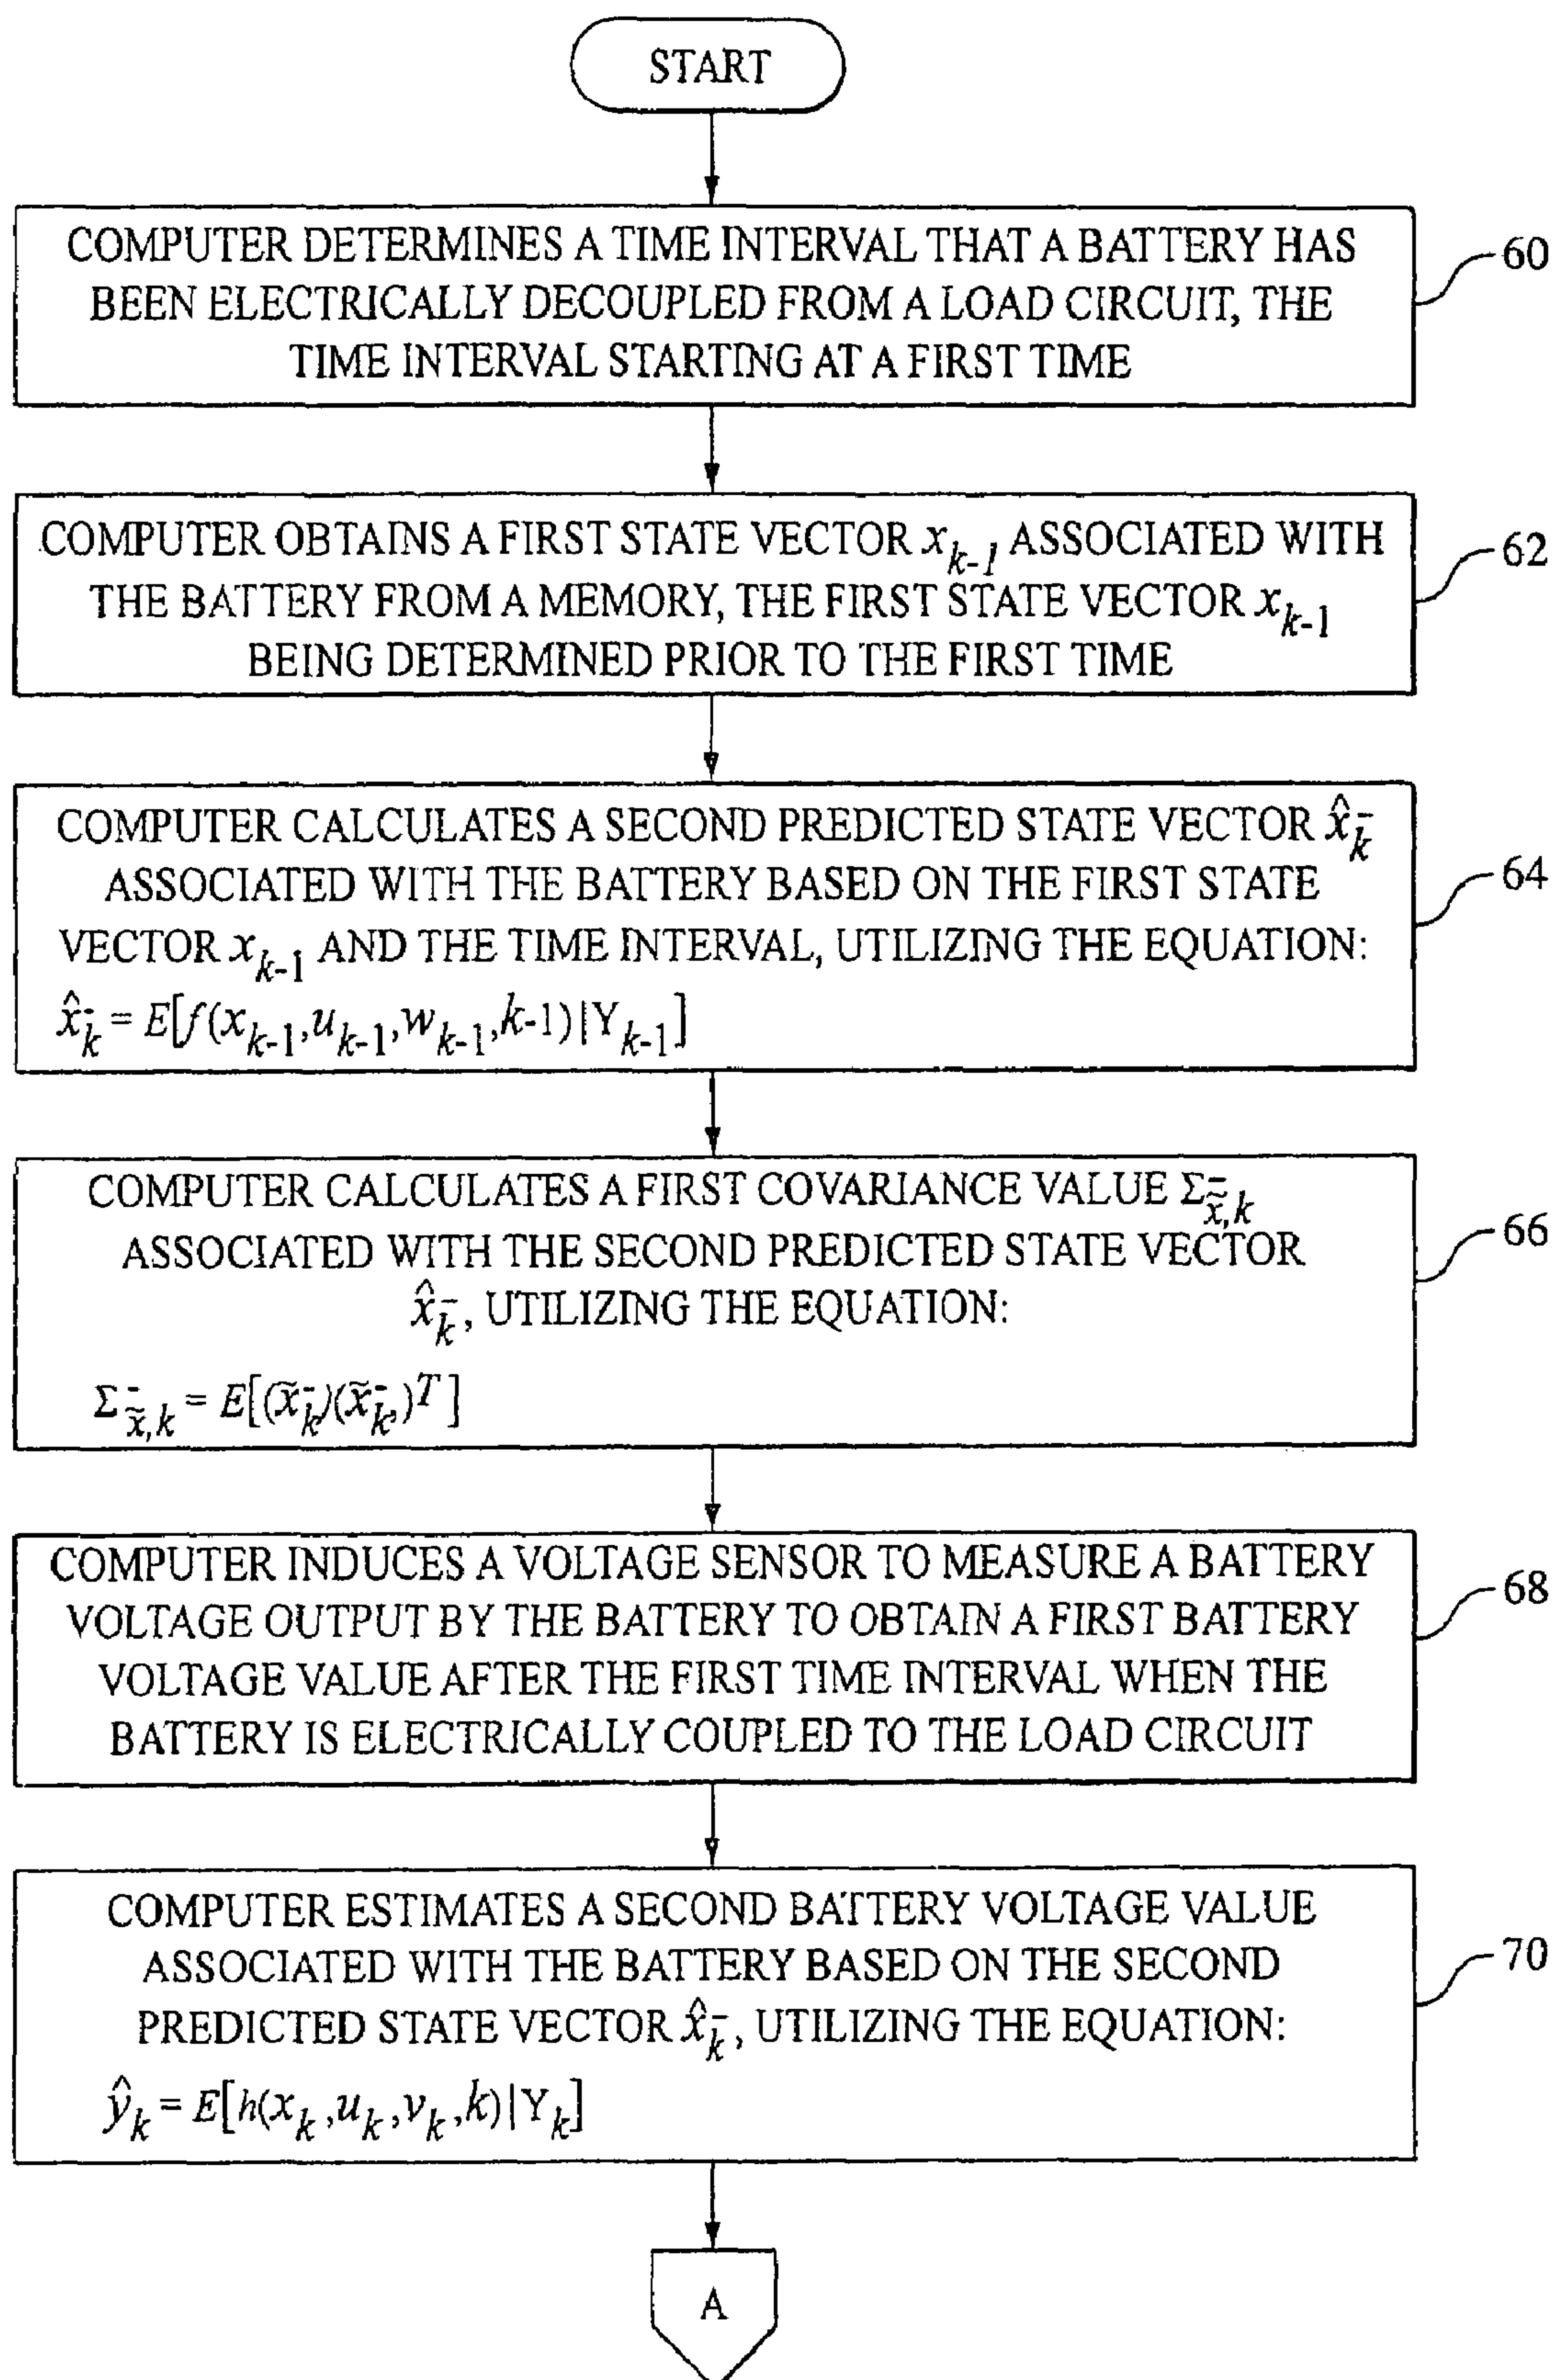 START
COMPUTER DETERMINES A TIME INTERVAL THAT A BATTERY HAS
BEEN ELECTRICALLY DECOUPLED FROM A LOAD CIRCUIT, THE
TIME INTERVAL STARTING AT A FIRST TIME
60
COMPUTER OBTAINS A FIRST STATE VECTOR x_{k-1} ASSOCIATED WITH
THE BATTERY FROM A MEMORY, THE FIRST STATE VECTOR x_{k-1}
BEING DETERMINED PRIOR TO THE FIRST TIME
62
COMPUTER CALCULATES A SECOND PREDICTED STATE VECTOR x̂_k^-
ASSOCIATED WITH THE BATTERY BASED ON THE FIRST STATE
VECTOR x_{k-1} AND THE TIME INTERVAL, UTILIZING THE EQUATION:
x̂_k^- = E[f(x_{k-1},u_{k-1},w_{k-1},k-1)|Y_{k-1}]
64
COMPUTER CALCULATES A FIRST COVARIANCE VALUE Σ_{x̃,k}^-
ASSOCIATED WITH THE SECOND PREDICTED STATE VECTOR
x̂_k^-, UTILIZING THE EQUATION:
Σ_{x̃,k}^- = E[(x̃_k^-)(x̃_k^-)^T]
66
COMPUTER INDUCES A VOLTAGE SENSOR TO MEASURE A BATTERY
VOLTAGE OUTPUT BY THE BATTERY TO OBTAIN A FIRST BATTERY
VOLTAGE VALUE AFTER THE FIRST TIME INTERVAL WHEN THE
BATTERY IS ELECTRICALLY COUPLED TO THE LOAD CIRCUIT
68
COMPUTER ESTIMATES A SECOND BATTERY VOLTAGE VALUE
ASSOCIATED WITH THE BATTERY BASED ON THE SECOND
PREDICTED STATE VECTOR x̂_k^-, UTILIZING THE EQUATION:
ŷ_k = E[h(x_k,u_k,v_k,k)|Y_k]
70
A